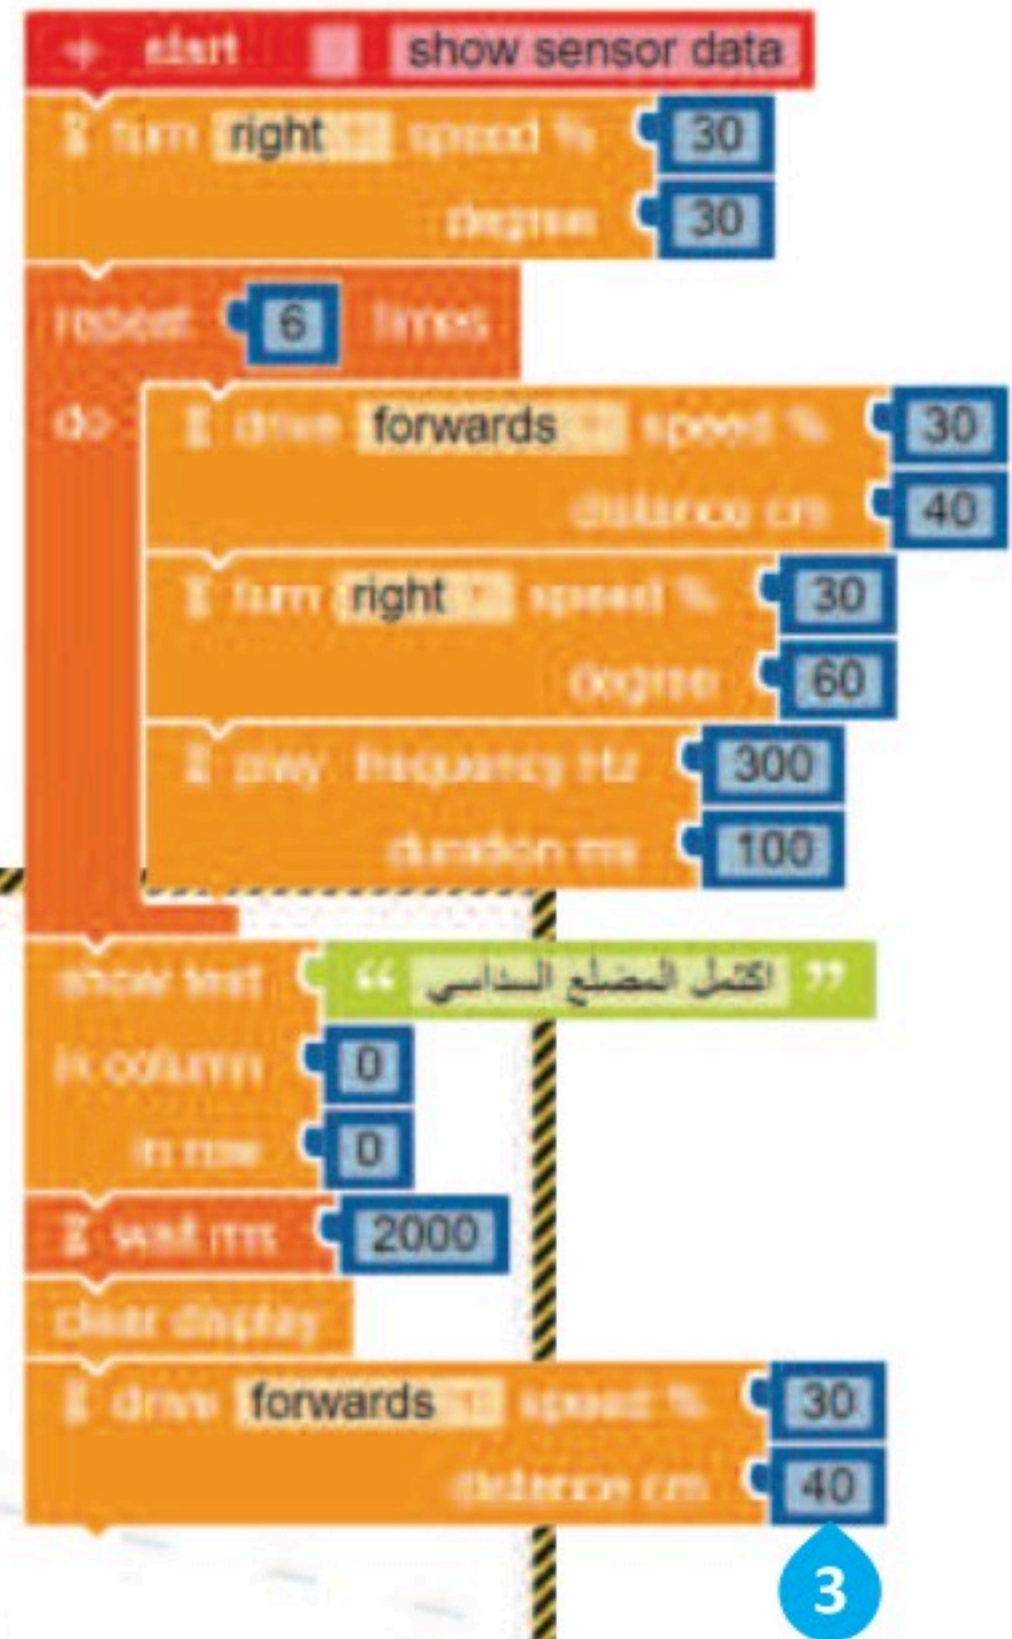 + start show sensor data
turn right speed % 30
degree 30
repeat 6 times
do drive forwards speed % 30
distance cm 40
turn right speed % 30
degree 60
play frequency Hz 300
duration ms 100
show text “ اكتمل المضلع السداسي ”
in column 0
in row 0
wait ms 2000
clear display
drive forwards speed % 30
distance cm 40
3